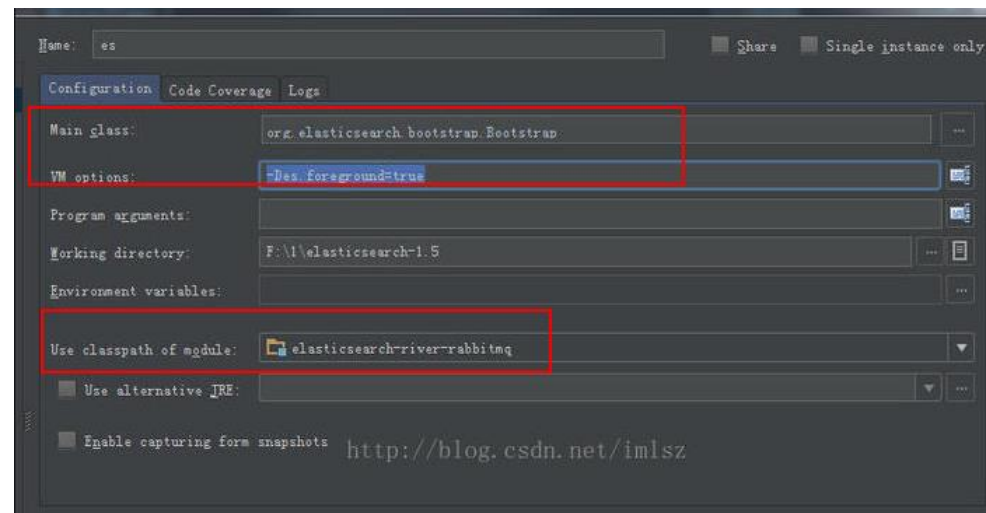 Name: es Share Single instance only
Configuration Code Coverage Logs
Main class: org.elasticsearch.bootstrap.Bootstrap ...
VM options: -Des.foreground=true
Program arguments:
Working directory: F:\1\elasticsearch-1.5 ...
Environment variables: ...
Use classpath of module: elasticsearch-river-rabbitmq
Use alternative JRE: ...
Enable capturing form snapshots
http://blog.csdn.net/imlsz